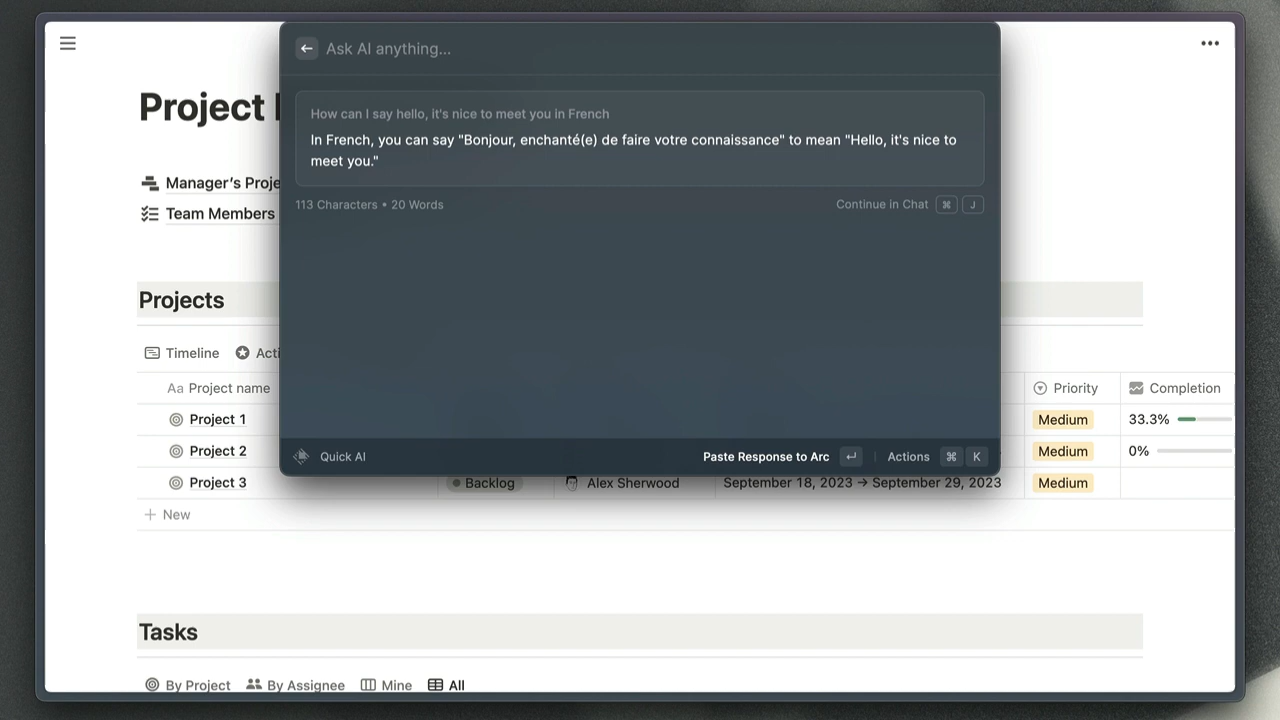 Project
Manager's Proje
Team Members
Ask AI anything...
How can I say hello, it's nice to meet you in French
In French, you can say "Bonjour, enchanté(e) de faire votre connaissance" to mean "Hello, it's nice to
meet you."
113 Characters • 20 Words
Continue in Chat ⌘ J
Quick AI
Paste Response to Arc ↵ Actions ⌘ K
Projects
Timeline Acti
Aa Project name Priority Completion
Project 1 Medium 33.3%
Project 2 Medium 0%
Project 3 Backlog Alex Sherwood September 18, 2023 → September 29, 2023 Medium
+ New
Tasks
By Project By Assignee Mine All